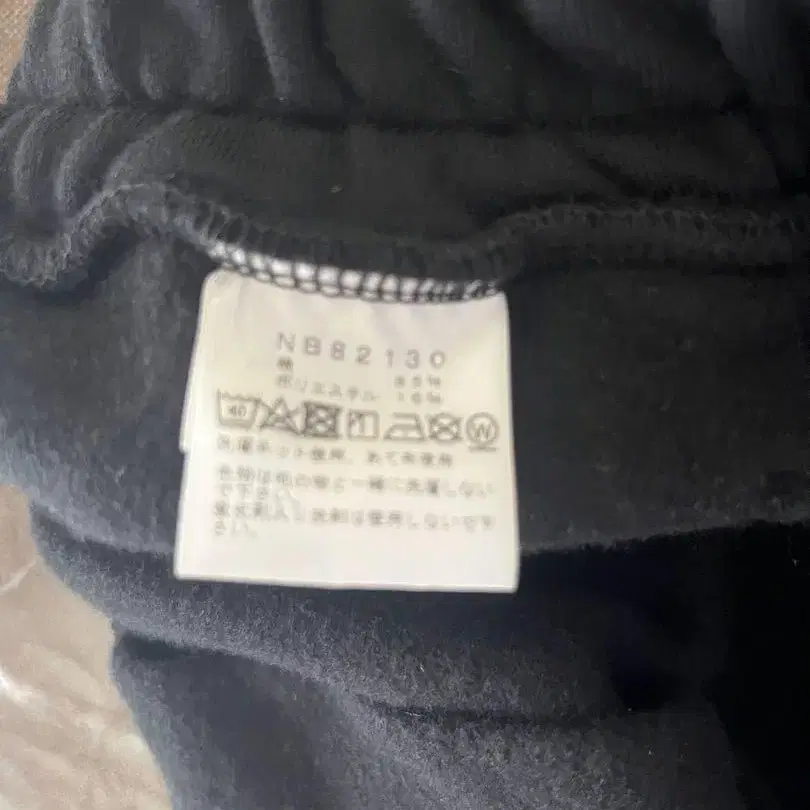 NB82130
綿 85%
ポリエステル 15%
40 W
洗濯ネット使用、あて布使用
色物は他の物と一緒に洗濯しない
で下さい。
蛍光剤入り洗剤は使用しないで下
さい。